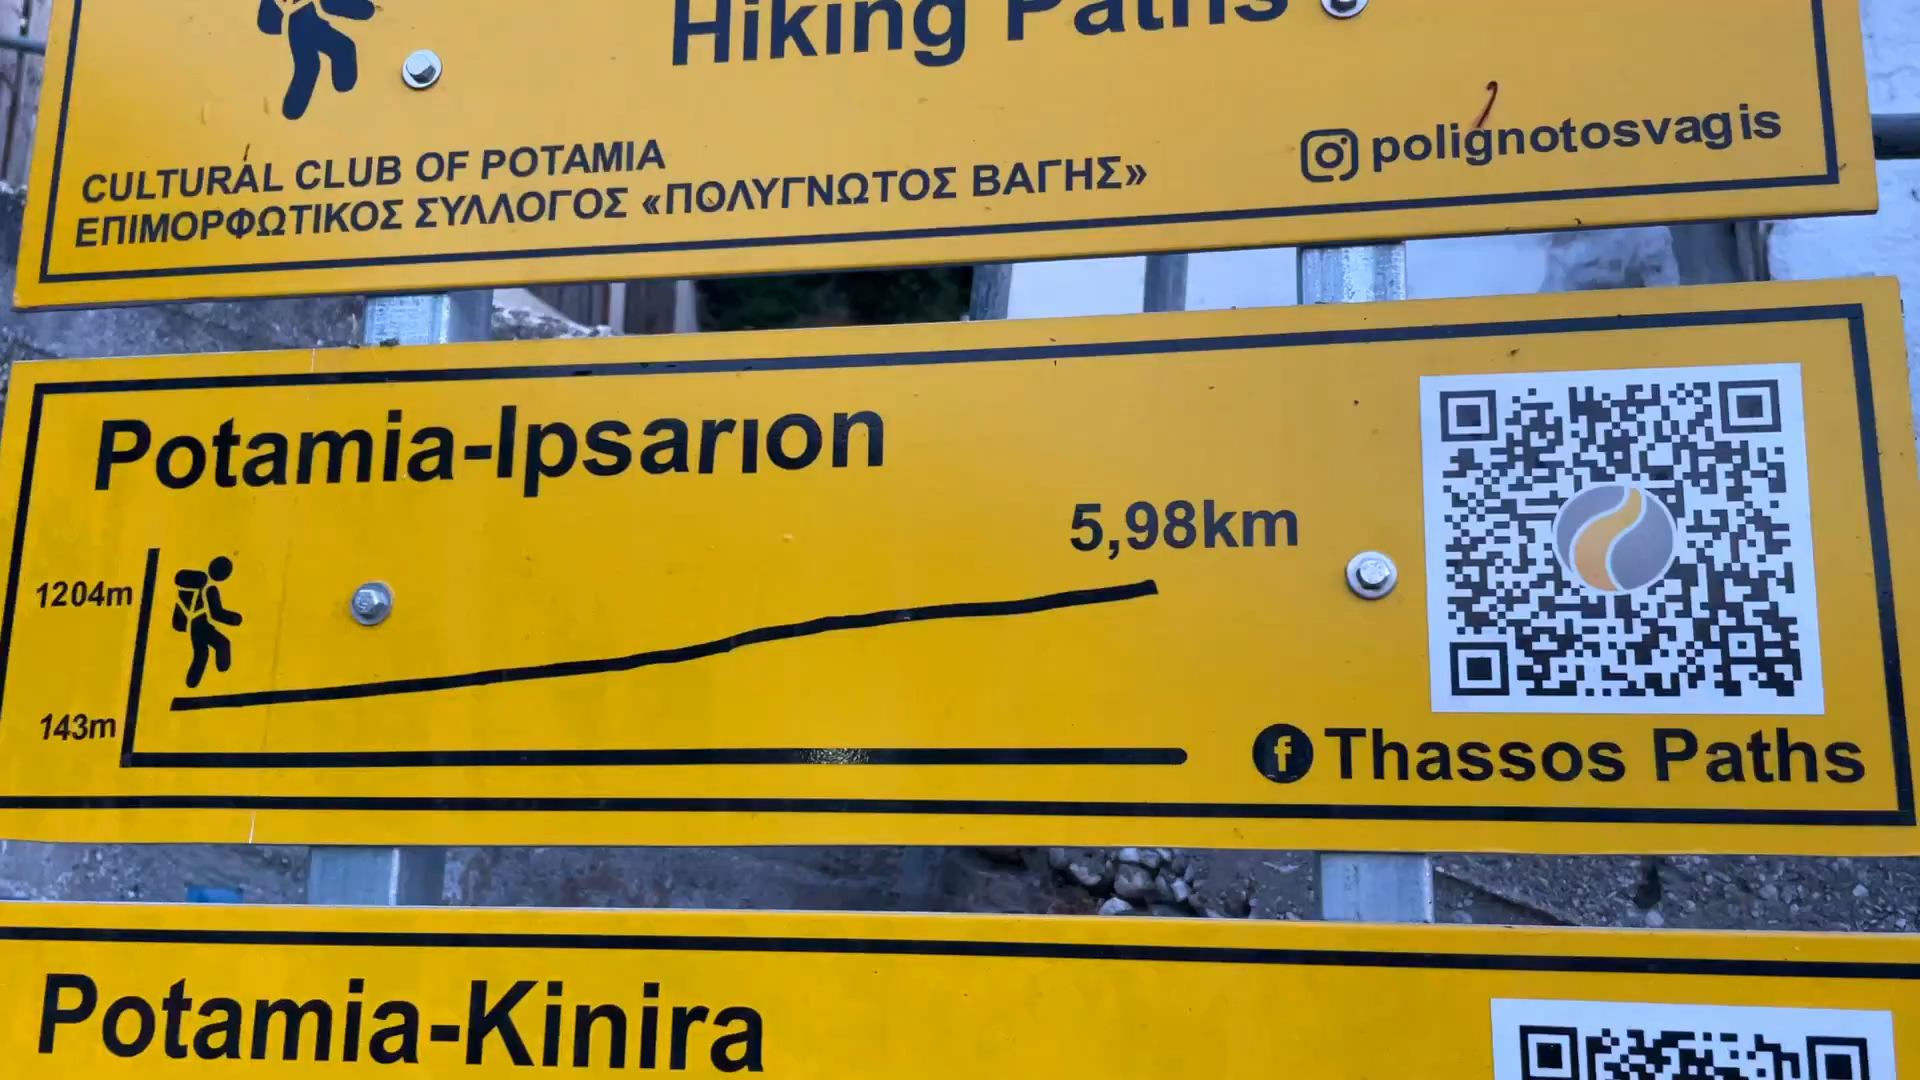 Hiking Paths
CULTURAL CLUB OF POTAMIA
ΕΠΙΜΟΡΦΩΤΙΚΟΣ ΣΥΛΛΟΓΟΣ «ΠΟΛΥΓΝΩΤΟΣ ΒΑΓΗΣ»
polignotosvagis
Potamia-Ipsarıon
5,98km
1204m
143m
f Thassos Paths
Potamia-Kinira